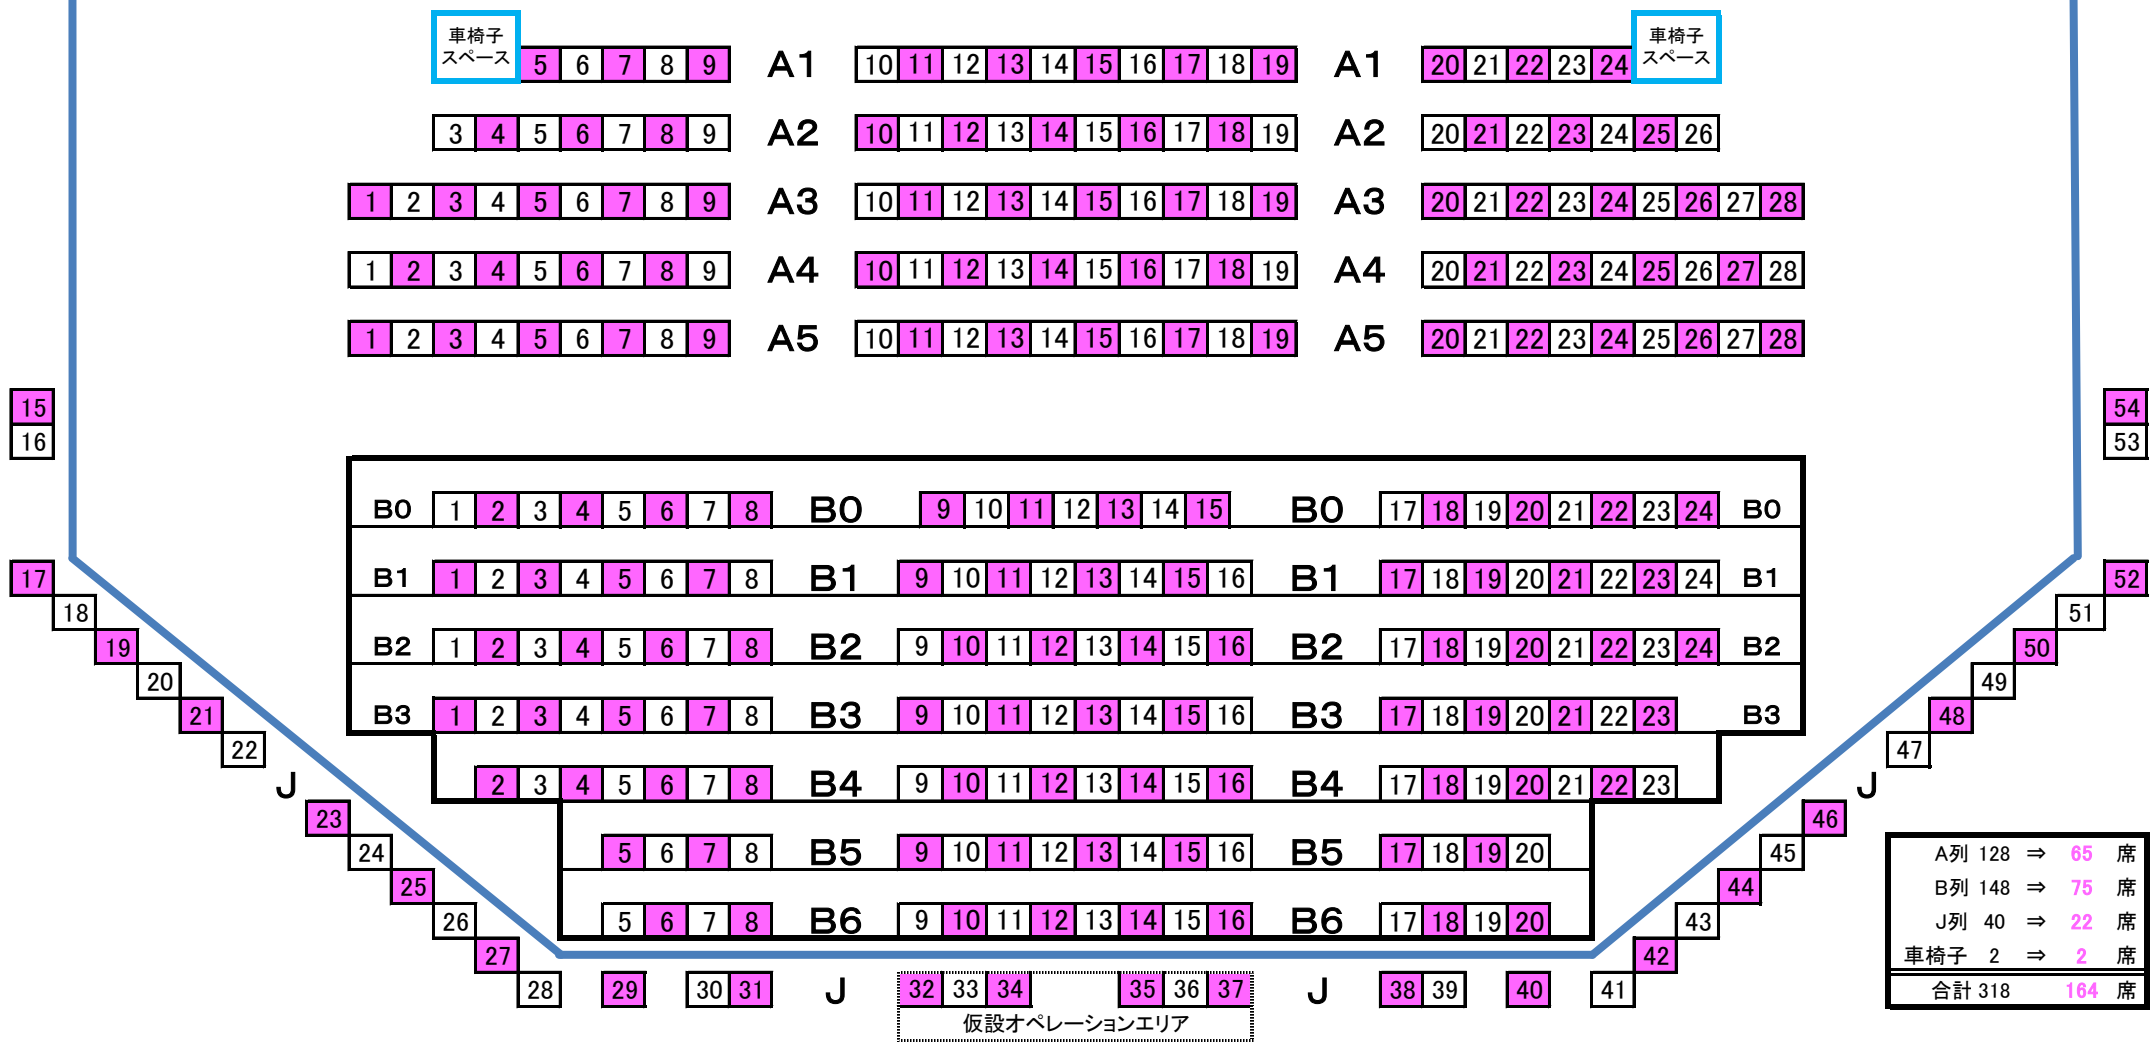 車椅子
スペース
車椅子
スペース
5 6 7 8 9 A1 10 11 12 13 14 15 16 17 18 19 A1 20 21 22 23 24
3 4 5 6 7 8 9 A2 10 11 12 13 14 15 16 17 18 19 A2 20 21 22 23 24 25 26
1 2 3 4 5 6 7 8 9 A3 10 11 12 13 14 15 16 17 18 19 A3 20 21 22 23 24 25 26 27 28
1 2 3 4 5 6 7 8 9 A4 10 11 12 13 14 15 16 17 18 19 A4 20 21 22 23 24 25 26 27 28
1 2 3 4 5 6 7 8 9 A5 10 11 12 13 14 15 16 17 18 19 A5 20 21 22 23 24 25 26 27 28
15 54
16 53
B0 1 2 3 4 5 6 7 8 B0 9 10 11 12 13 14 15 B0 17 18 19 20 21 22 23 24 B0
17 B1 1 2 3 4 5 6 7 8 B1 9 10 11 12 13 14 15 16 B1 17 18 19 20 21 22 23 24 B1 52
18 51
19 B2 1 2 3 4 5 6 7 8 B2 9 10 11 12 13 14 15 16 B2 17 18 19 20 21 22 23 24 B2 50
20 49
21 B3 1 2 3 4 5 6 7 8 B3 9 10 11 12 13 14 15 16 B3 17 18 19 20 21 22 23 B3 48
22 47
J 2 3 4 5 6 7 8 B4 9 10 11 12 13 14 15 16 B4 17 18 19 20 21 22 23 J
23 46
24 5 6 7 8 B5 9 10 11 12 13 14 15 16 B5 17 18 19 20 45
25 44
26 5 6 7 8 B6 9 10 11 12 13 14 15 16 B6 17 18 19 20 43
27 42
28 29 30 31 J 32 33 34 35 36 37 J 38 39 40 41
仮設オペレーションエリア
A列 128 ⇒ 65 席
B列 148 ⇒ 75 席
J列 40 ⇒ 22 席
車椅子 2 ⇒ 2 席
合計 318 164 席